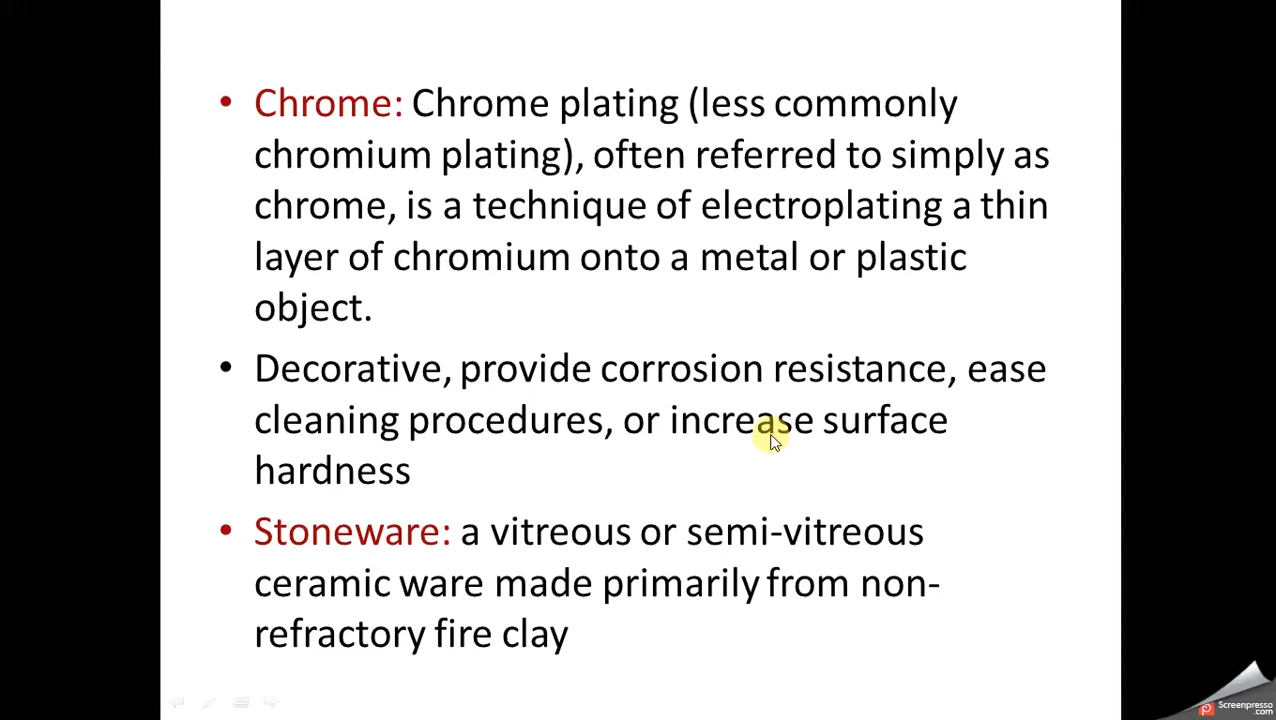 • Chrome: Chrome plating (less commonly
chromium plating), often referred to simply as
chrome, is a technique of electroplating a thin
layer of chromium onto a metal or plastic
object.
• Decorative, provide corrosion resistance, ease
cleaning procedures, or increase surface
hardness
• Stoneware: a vitreous or semi-vitreous
ceramic ware made primarily from non-
refractory fire clay
Screenpresso
.com